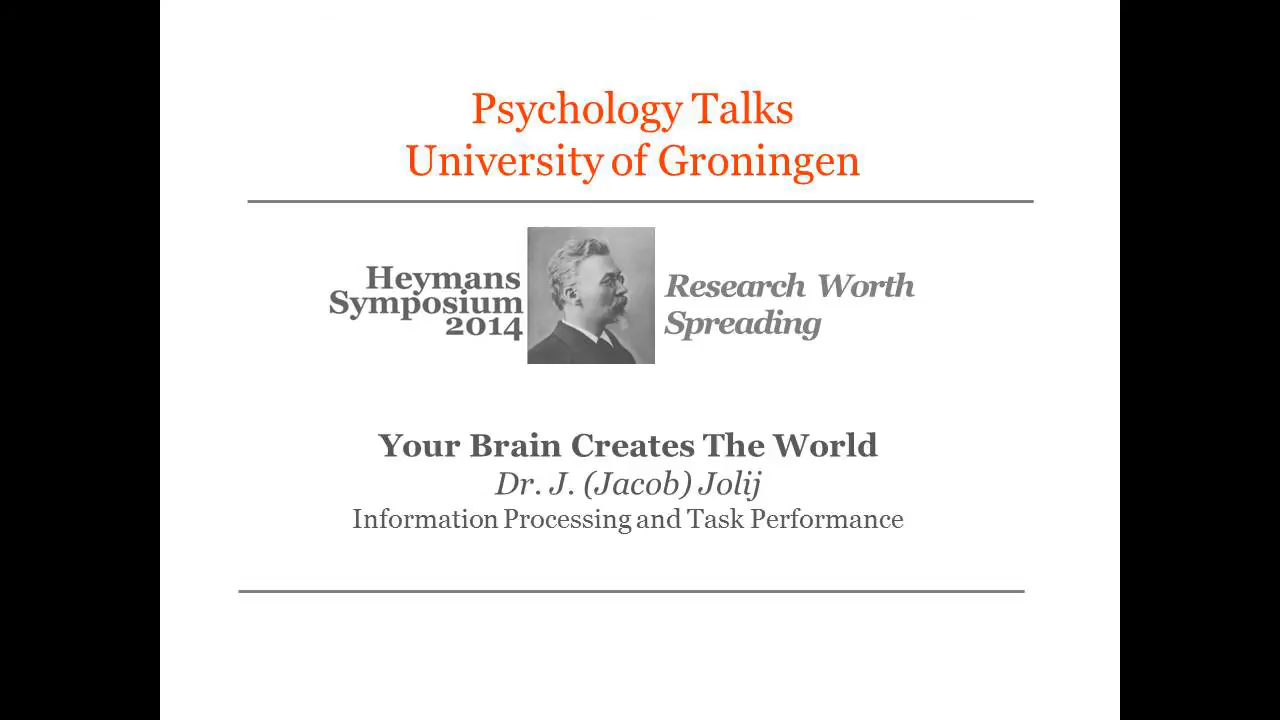 Psychology Talks
University of Groningen
Heymans
Symposium
2014
Research Worth
Spreading
Your Brain Creates The World
Dr. J. (Jacob) Jolij
Information Processing and Task Performance